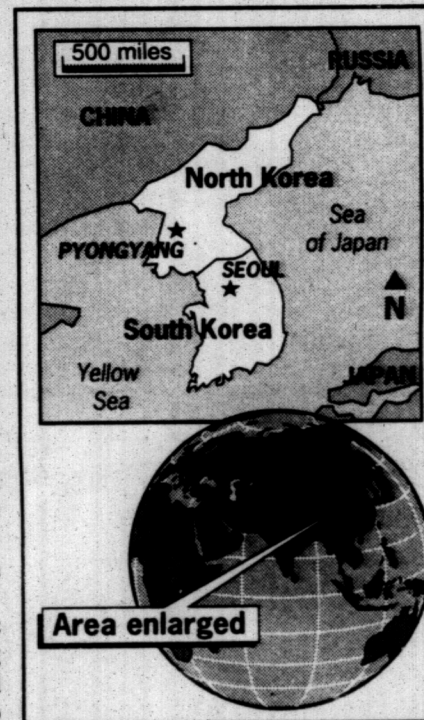 500 miles
RUSSIA
CHINA
North Korea
Sea
of Japan
PYONGYANG
SEOUL
N
South Korea
Yellow
Sea
JAPAN
Area enlarged